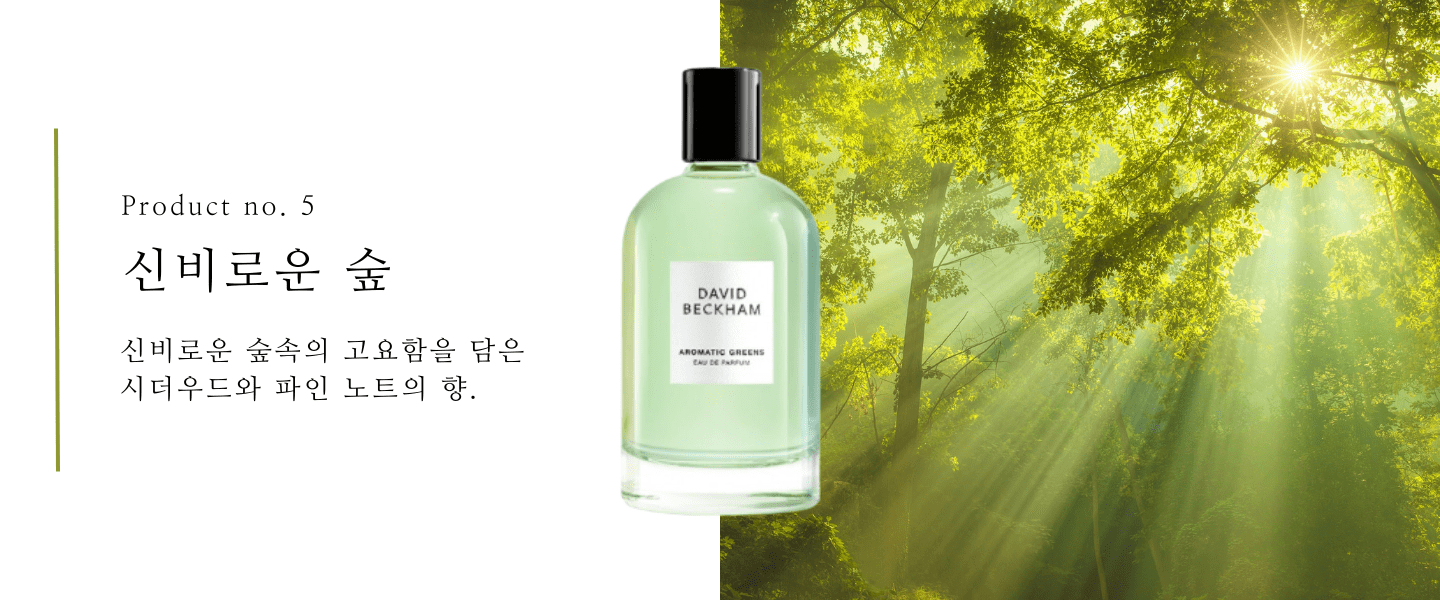 Product no. 5
신비로운 숲
신비로운 숲속의 고요함을 담은
시더우드와 파인 노트의 향.
DAVID
BECKHAM
AROMATIC GREENS
EAU DE PARFUM